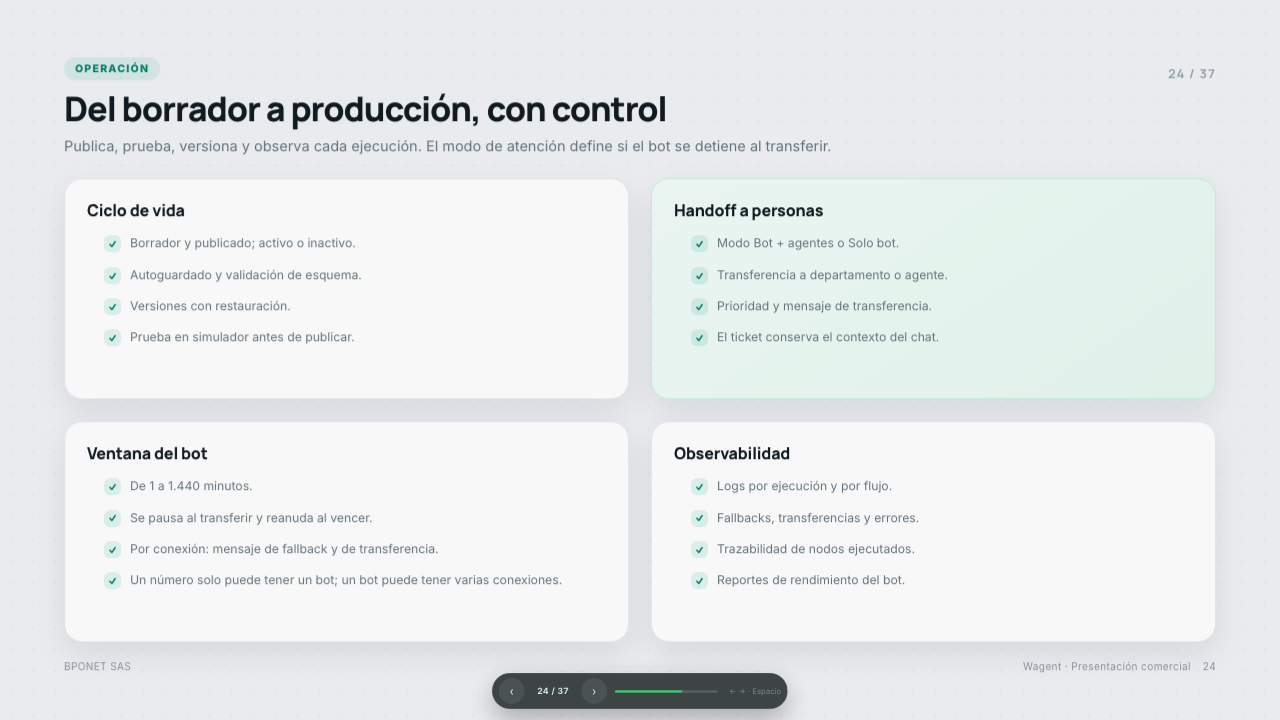 OPERACIÓN
24 / 37
Del borrador a producción, con control
Publica, prueba, versiona y observa cada ejecución. El modo de atención define si el bot se detiene al transferir.
Ciclo de vida
Borrador y publicado; activo o inactivo.
Autoguardado y validación de esquema.
Versiones con restauración.
Prueba en simulador antes de publicar.
Handoff a personas
Modo Bot + agentes o Solo bot.
Transferencia a departamento o agente.
Prioridad y mensaje de transferencia.
El ticket conserva el contexto del chat.
Ventana del bot
De 1 a 1.440 minutos.
Se pausa al transferir y reanuda al vencer.
Por conexión: mensaje de fallback y de transferencia.
Un número solo puede tener un bot; un bot puede tener varias conexiones.
Observabilidad
Logs por ejecución y por flujo.
Fallbacks, transferencias y errores.
Trazabilidad de nodos ejecutados.
Reportes de rendimiento del bot.
BPONET SAS
Wagent · Presentación comercial 24
‹ 24 / 37 › ← → · Espacio